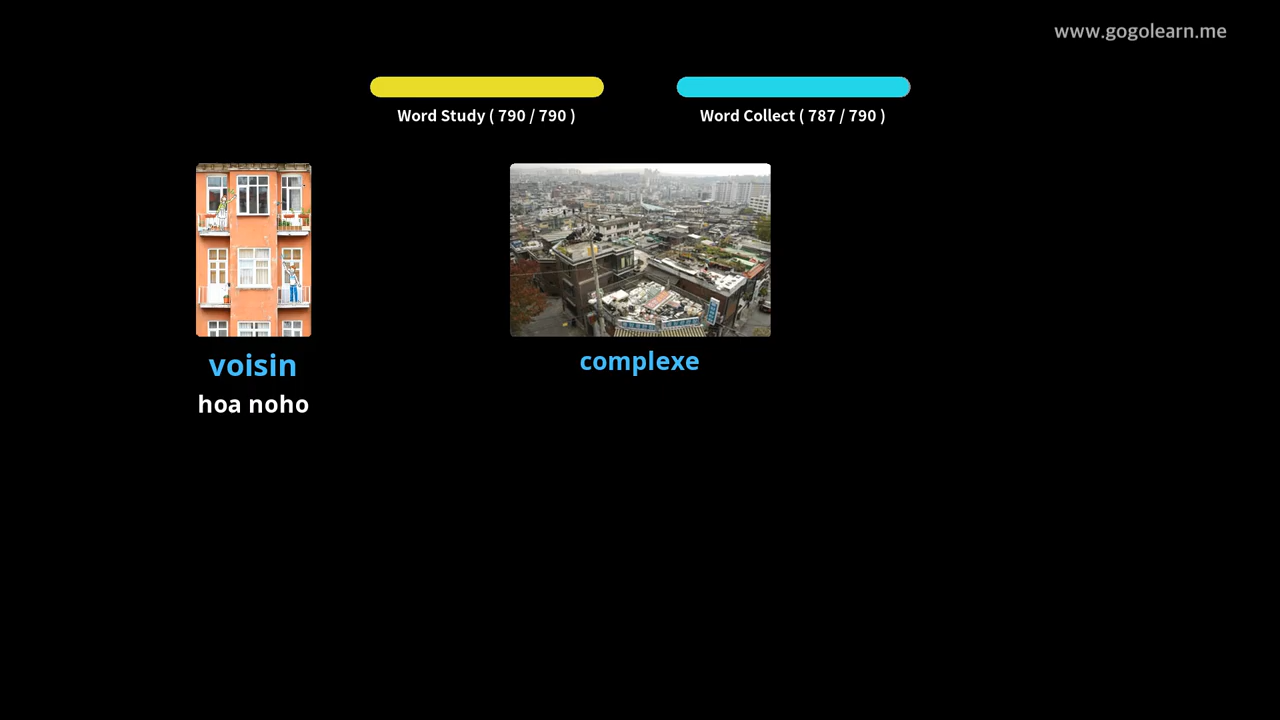 www.gogolearn.me
Word Study ( 790 / 790 )
Word Collect ( 787 / 790 )
voisin
hoa noho
complexe